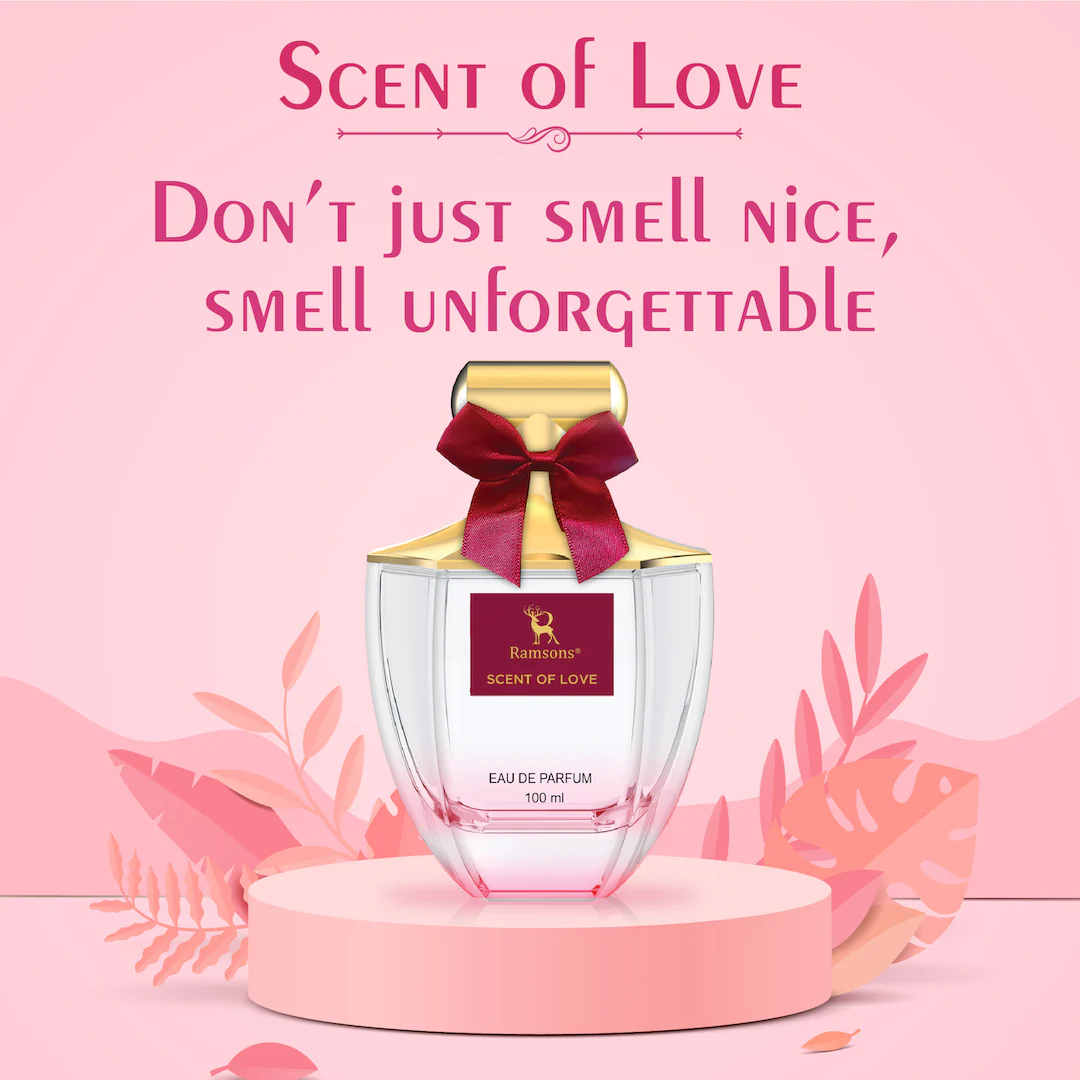 Scent of Love
Don't just smell nice,
smell unforgettable
Ramsons®
SCENT OF LOVE
EAU DE PARFUM
100 ml